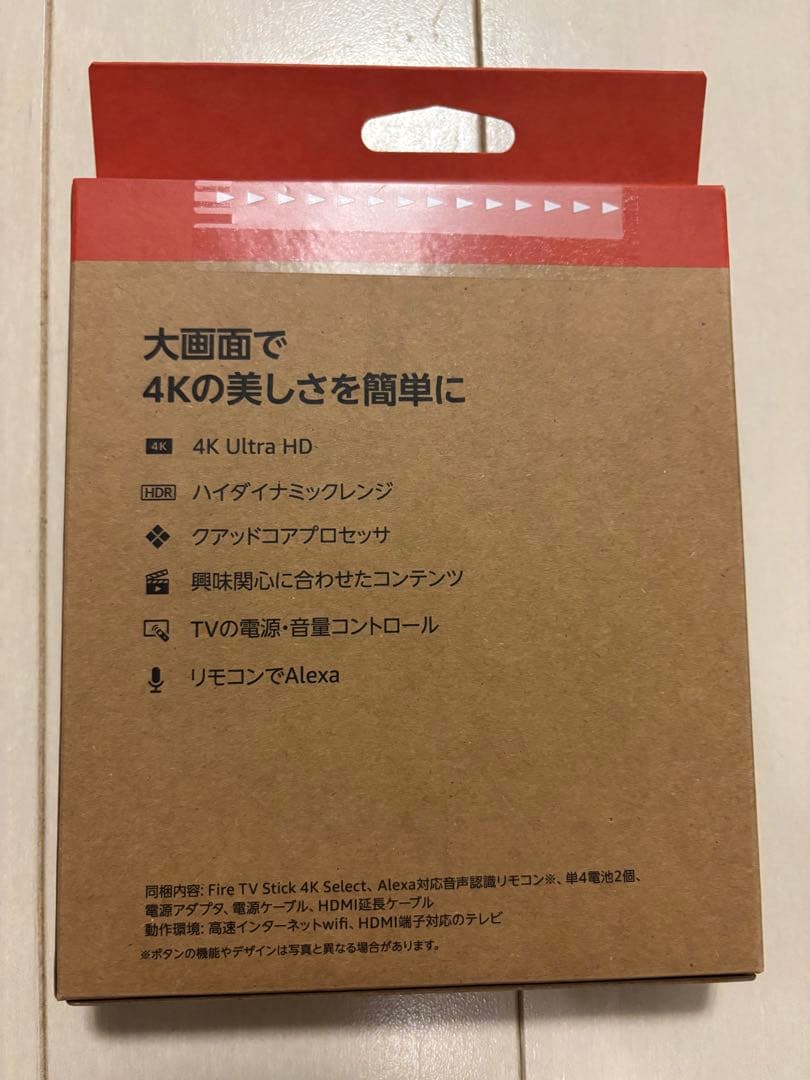 大画面で
4Kの美しさを簡単に
4K 4K Ultra HD
HDR ハイダイナミックレンジ
クアッドコアプロセッサ
興味関心に合わせたコンテンツ
TVの電源・音量コントロール
リモコンでAlexa
同梱内容: Fire TV Stick 4K Select、Alexa対応音声認識リモコン※、単4電池2個、
電源アダプタ、電源ケーブル、HDMI延長ケーブル
動作環境: 高速インターネットwifi、HDMI端子対応のテレビ
※ボタンの機能やデザインは写真と異なる場合があります。